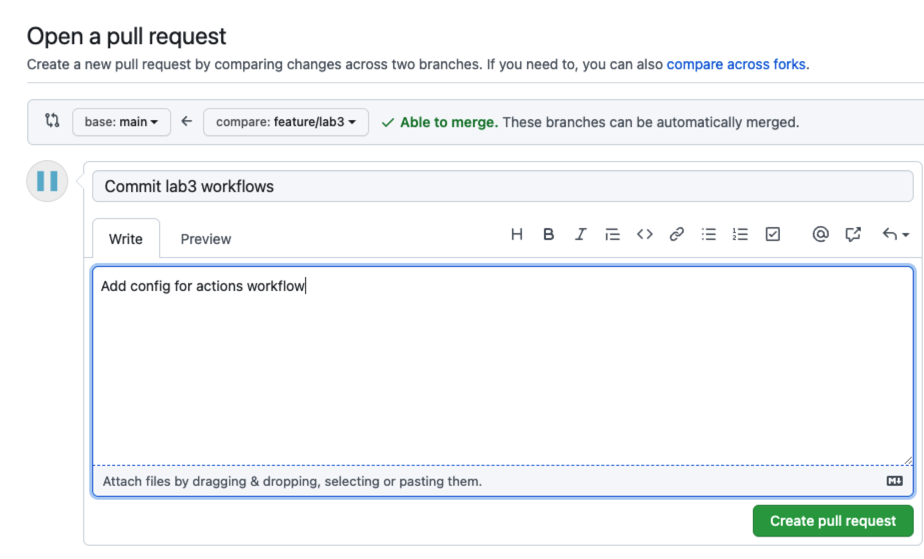 Open a pull request
Create a new pull request by comparing changes across two branches. If you need to, you can also compare across forks.
base: main compare: feature/lab3 Able to merge. These branches can be automatically merged.
Commit lab3 workflows
Write Preview H B I
Add config for actions workflow
Attach files by dragging & dropping, selecting or pasting them.
Create pull request